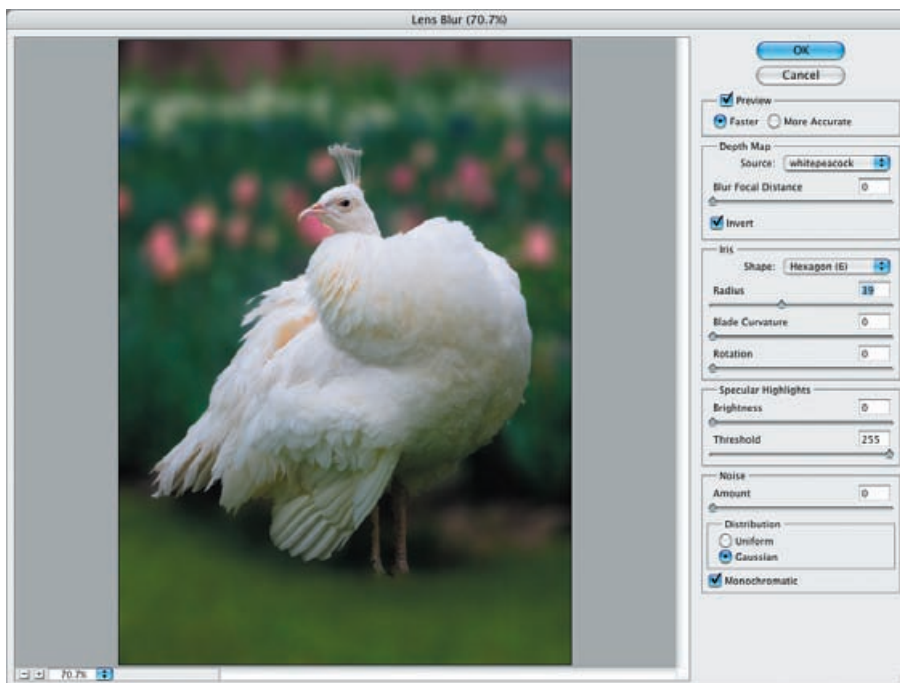 Lens Blur (70.7%)
OK
Cancel
Preview
Faster More Accurate
Depth Map
Source: whitepeacock
Blur Focal Distance 0
Invert
Iris
Shape: Hexagon (6)
Radius 39
Blade Curvature 0
Rotation 0
Specular Highlights
Brightness 0
Threshold 255
Noise
Amount 0
Distribution
Uniform
Gaussian
Monochromatic
70.7%